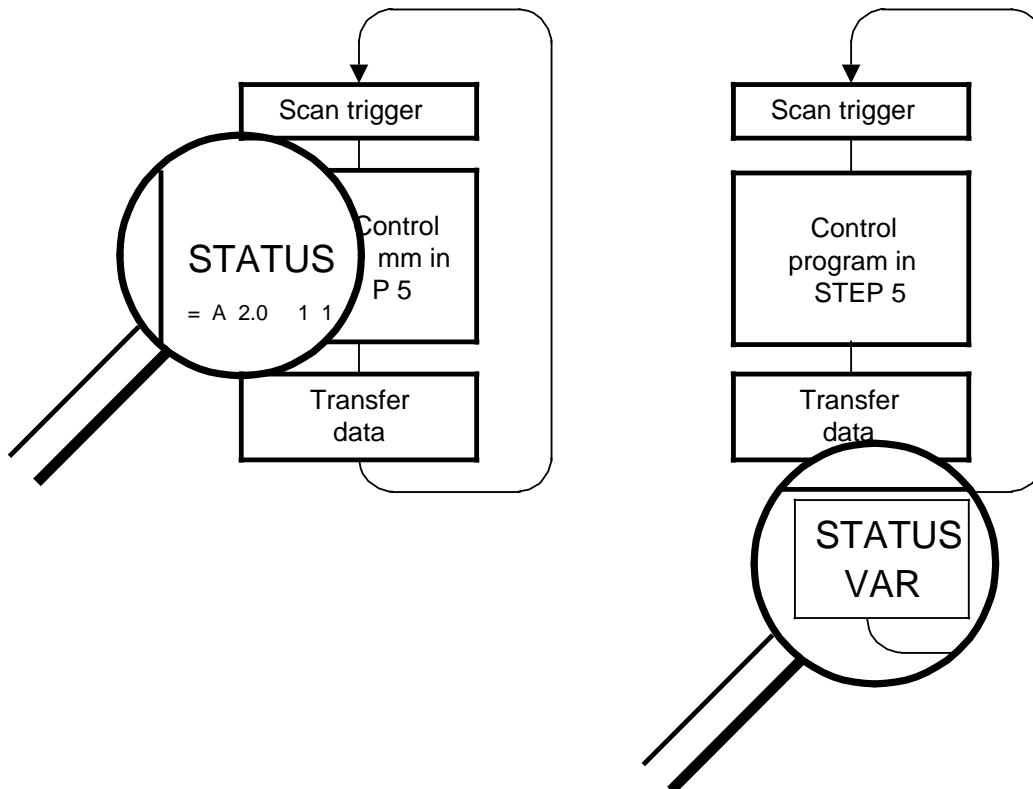 Scan trigger
Control
mm in
P 5
STATUS
= A 2.0 1 1
Transfer
data
Scan trigger
Control
program in
STEP 5
Transfer
data
STATUS
VAR